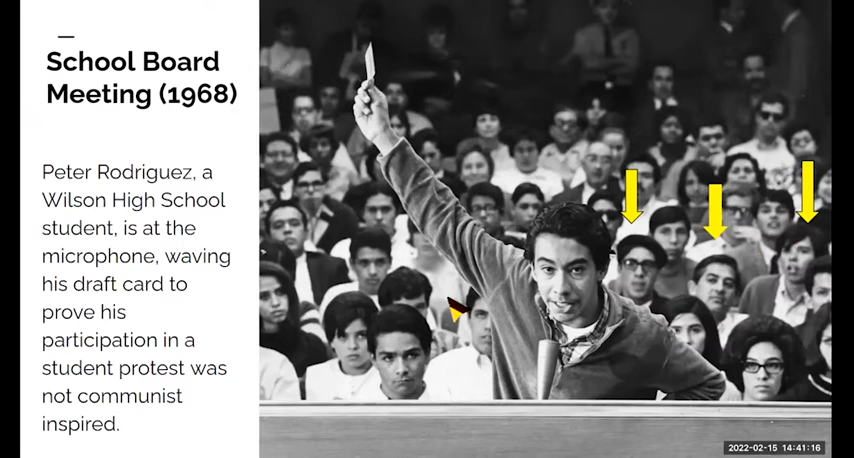 School Board
Meeting (1968)
Peter Rodriguez, a
Wilson High School
student, is at the
microphone, waving
his draft card to
prove his
participation in a
student protest was
not communist
inspired.
2022-02-15 14:41:16